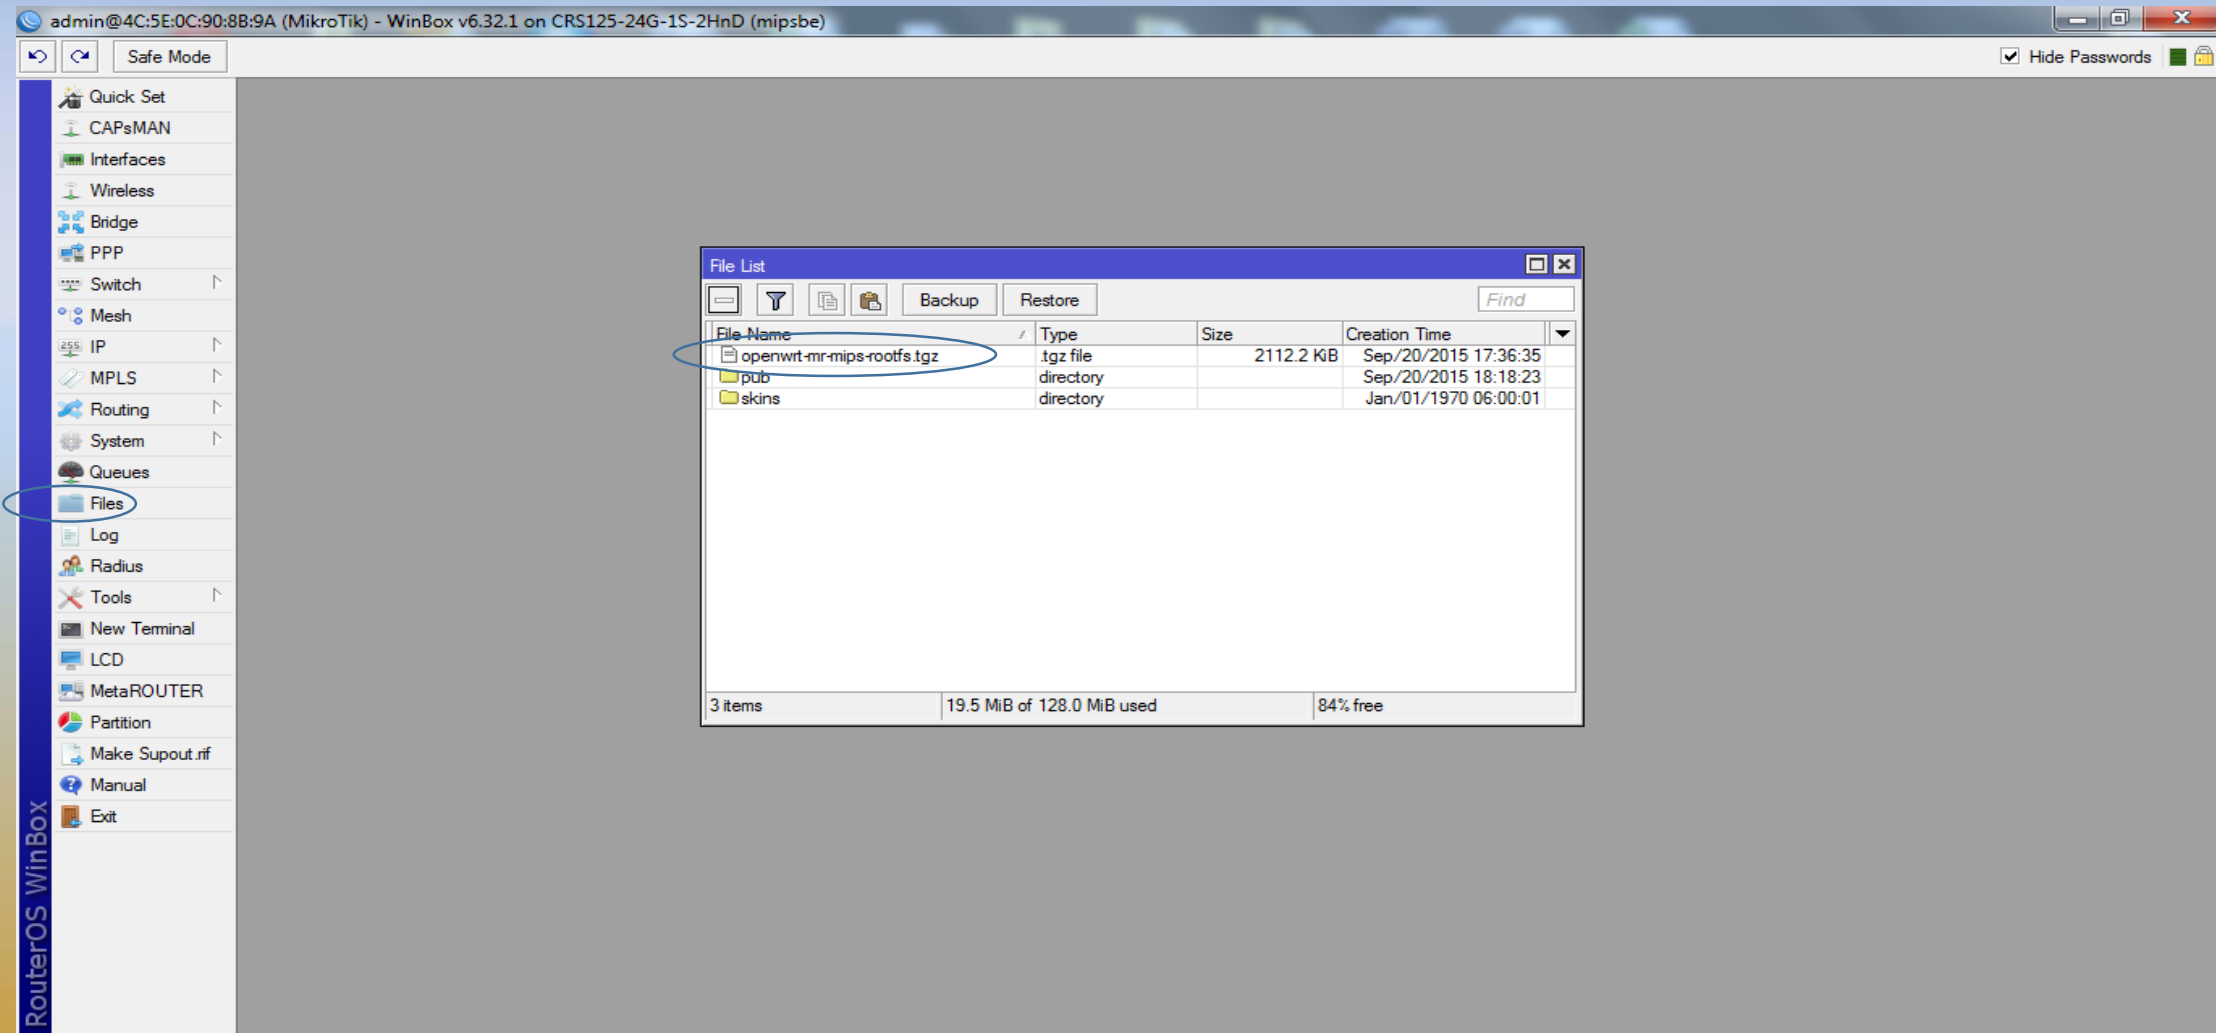 admin@4C:5E:0C:90:8B:9A (MikroTik) - WinBox v6.32.1 on CRS125-24G-1S-2HnD (mipsbe)
Safe Mode
Hide Passwords
Quick Set
CAPsMAN
Interfaces
Wireless
Bridge
PPP
Switch
Mesh
IP
MPLS
Routing
System
Queues
Files
Log
Radius
Tools
New Terminal
LCD
MetaROUTER
Partition
Make Supout.rif
Manual
Exit
RouterOS WinBox
File List
Backup Restore Find
File Name Type Size Creation Time
openwrt-mr-mips-rootfs.tgz .tgz file 2112.2 KiB Sep/20/2015 17:36:35
pub directory Sep/20/2015 18:18:23
skins directory Jan/01/1970 06:00:01
3 items 19.5 MiB of 128.0 MiB used 84% free